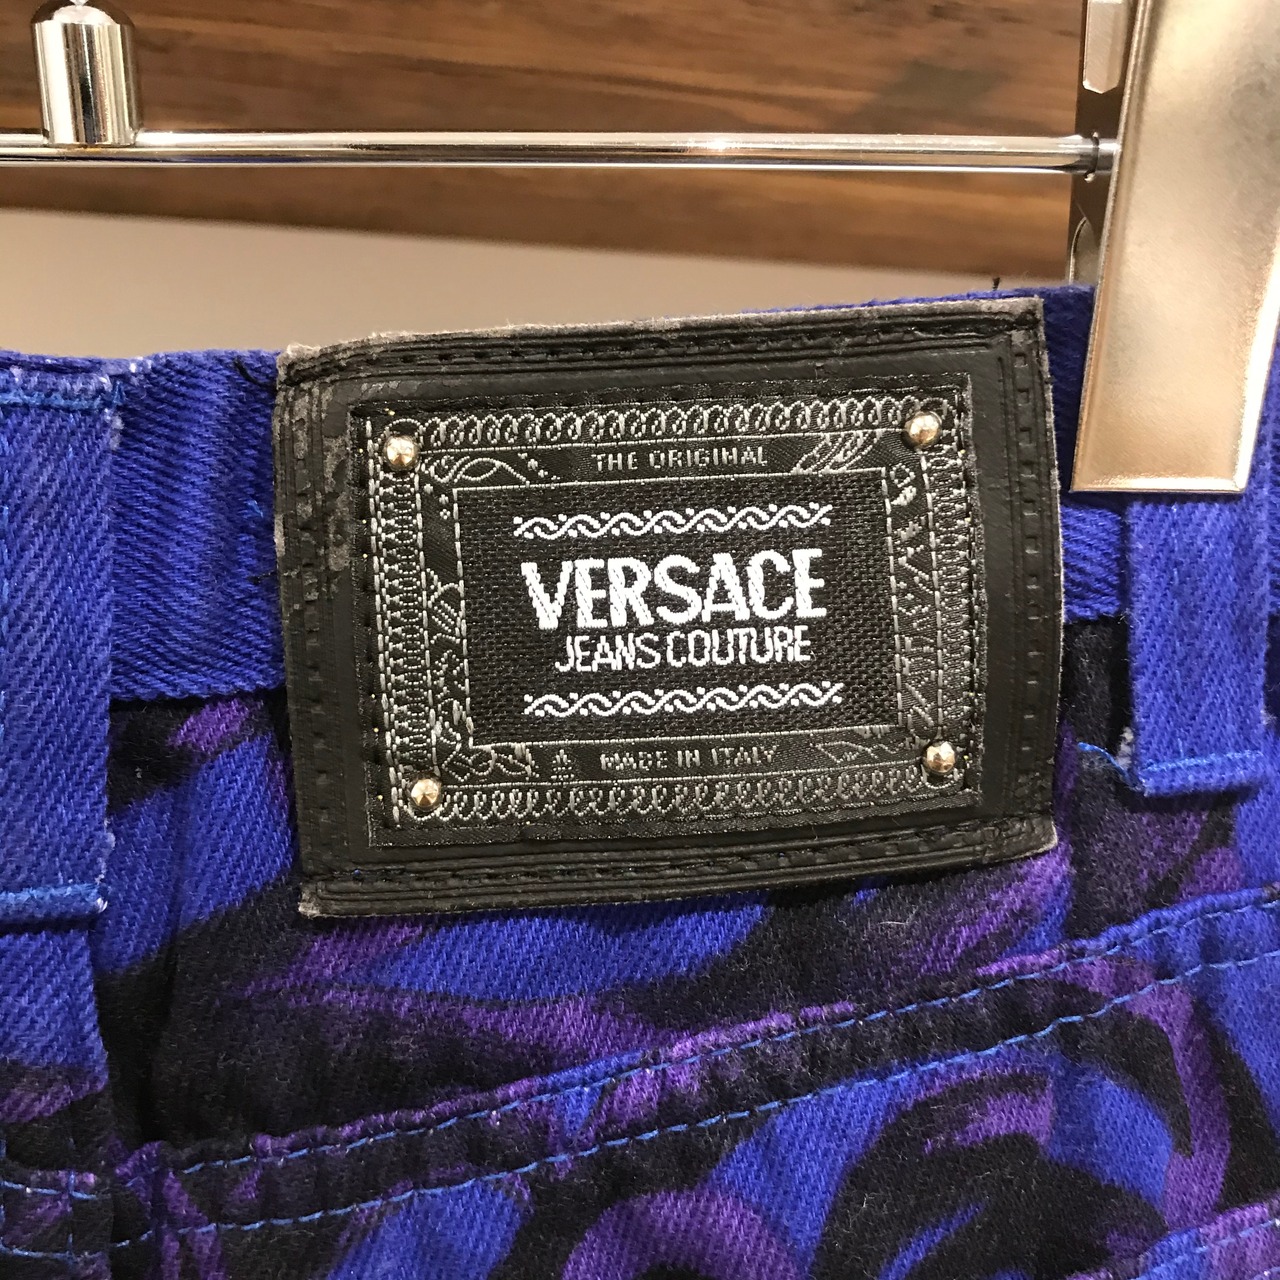 THE ORIGINAL
VERSACE
JEANS COUTURE
MADE IN ITALY